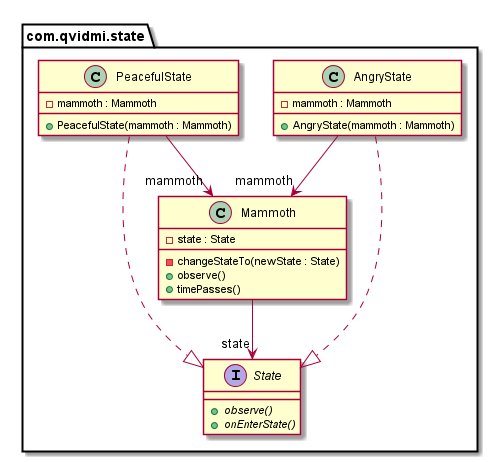 com.qvidmi.state
C PeacefulState
mammoth : Mammoth
PeacefulState(mammoth : Mammoth)
C AngryState
mammoth : Mammoth
AngryState(mammoth : Mammoth)
mammoth
mammoth
C Mammoth
state : State
changeStateTo(newState : State)
observe()
timePasses()
state
I State
observe()
onEnterState()